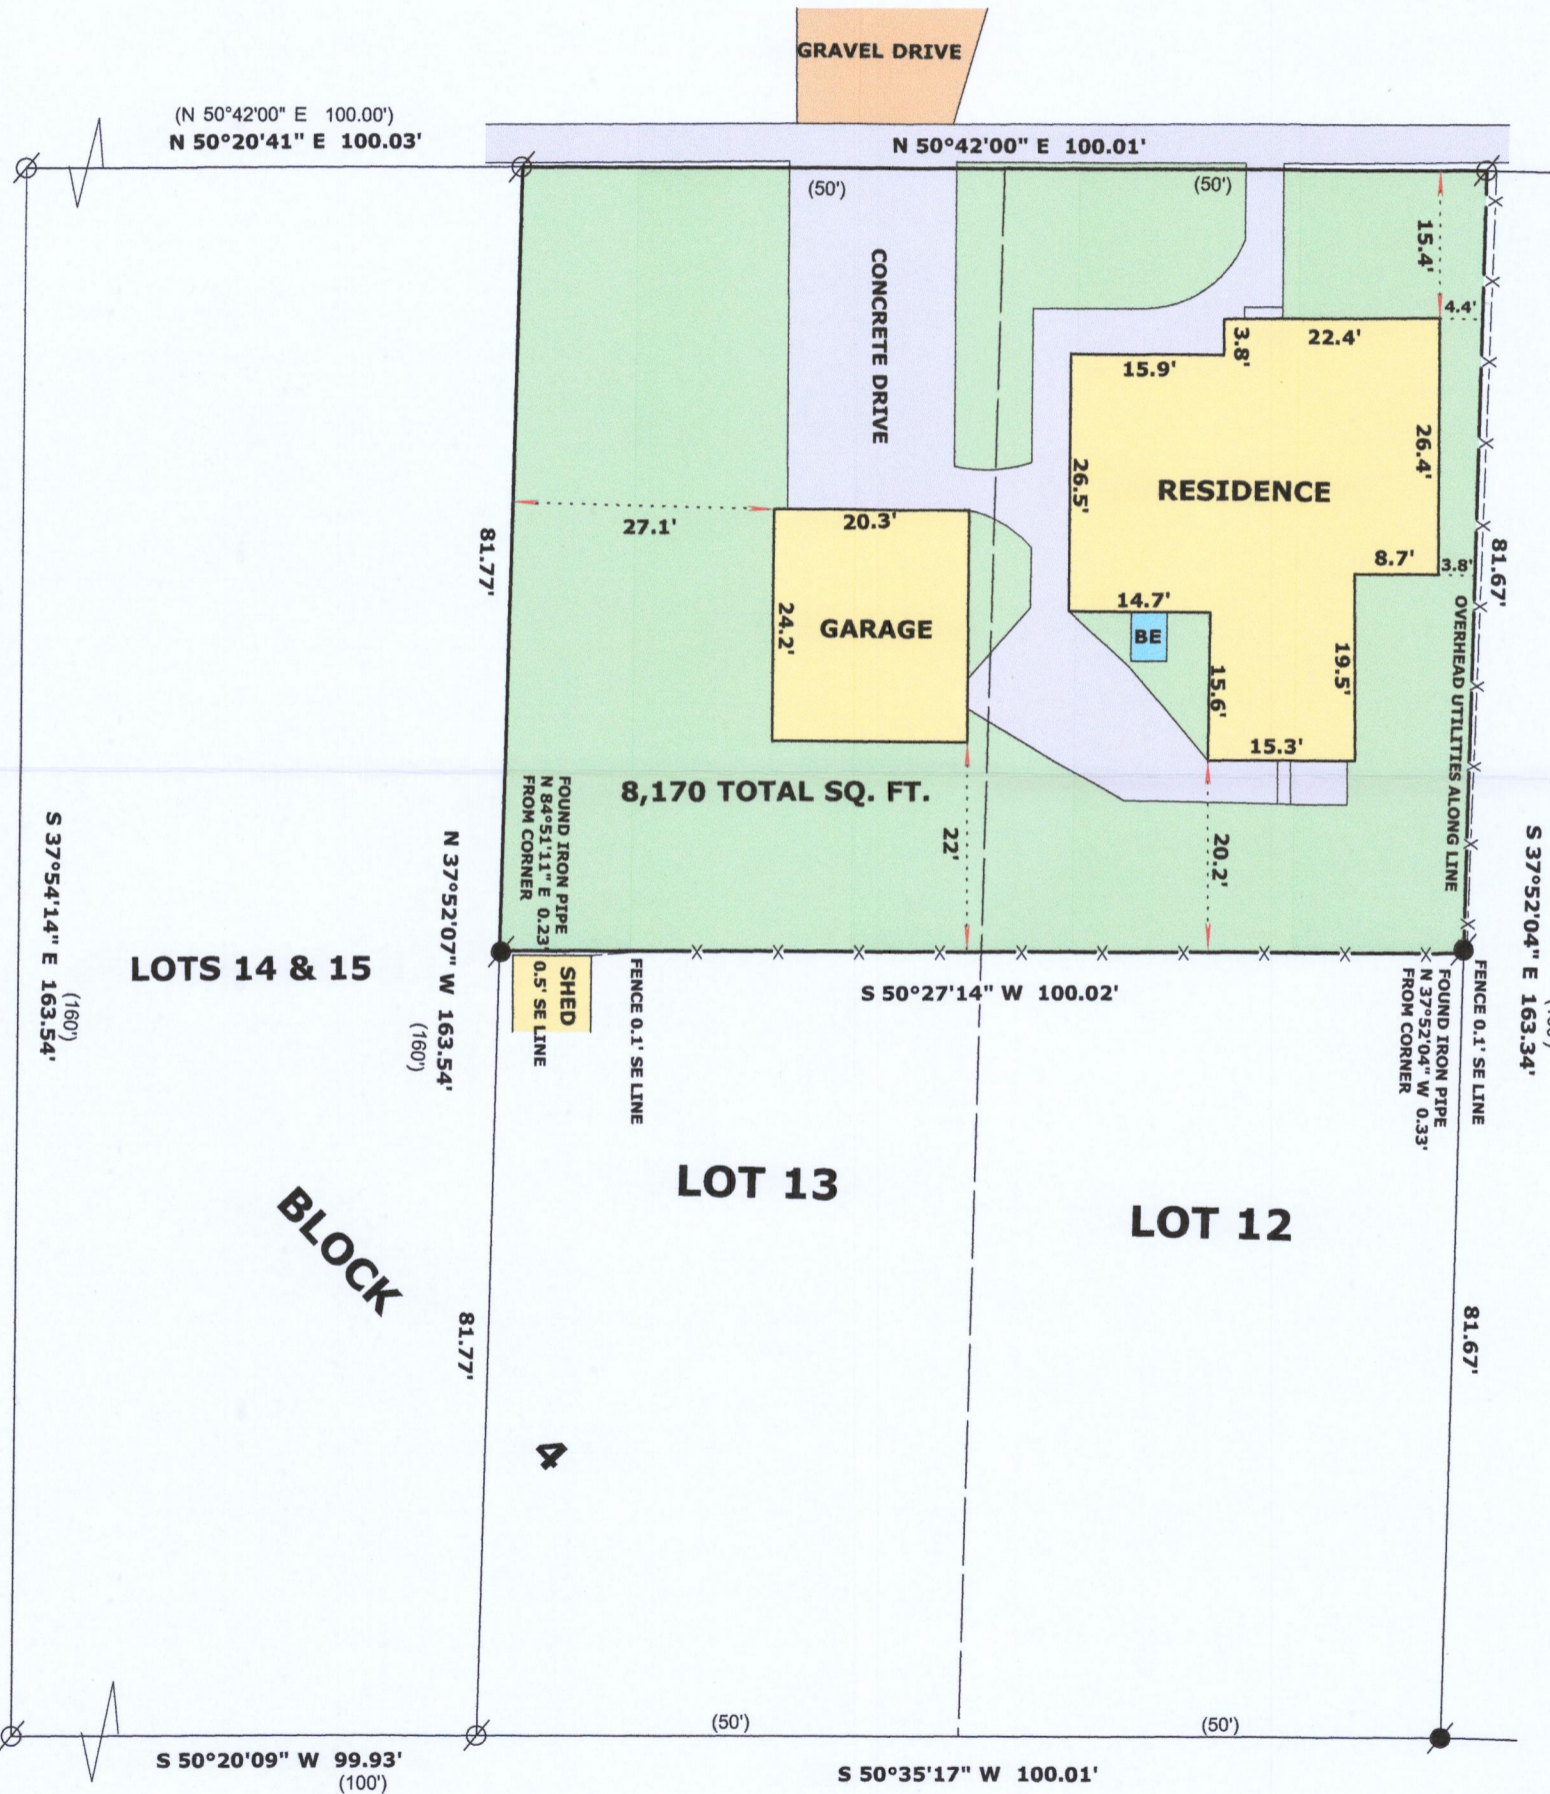 GRAVEL DRIVE
(N 50°42'00" E 100.00')
N 50°20'41" E 100.03'
N 50°42'00" E 100.01'
(50')
(50')
15.4'
4.4'
CONCRETE DRIVE
22.4'
3.8'
15.9'
26.4'
26.5'
RESIDENCE
27.1'
20.3'
8.7'
3.8'
81.77'
81.67'
14.7'
BE
24.2'
GARAGE
15.6'
19.5'
15.3'
OVERHEAD UTILITIES ALONG LINE
8,170 TOTAL SQ. FT.
22'
20.2'
FOUND IRON PIPE
N 84°51'11" E 0.23'
FROM CORNER
S 37°54'14" E 163.54'
(160')
N 37°52'07" W 163.54'
(160')
S 37°52'04" E 163.34'
LOTS 14 & 15
SHED
0.5' SE LINE
FENCE 0.1' SE LINE
S 50°27'14" W 100.02'
FENCE 0.1' SE LINE
FOUND IRON PIPE
N 37°52'04" W 0.33'
FROM CORNER
LOT 13
LOT 12
BLOCK
4
81.77'
81.67'
(50')
(50')
S 50°20'09" W 99.93'
(100')
S 50°35'17" W 100.01'